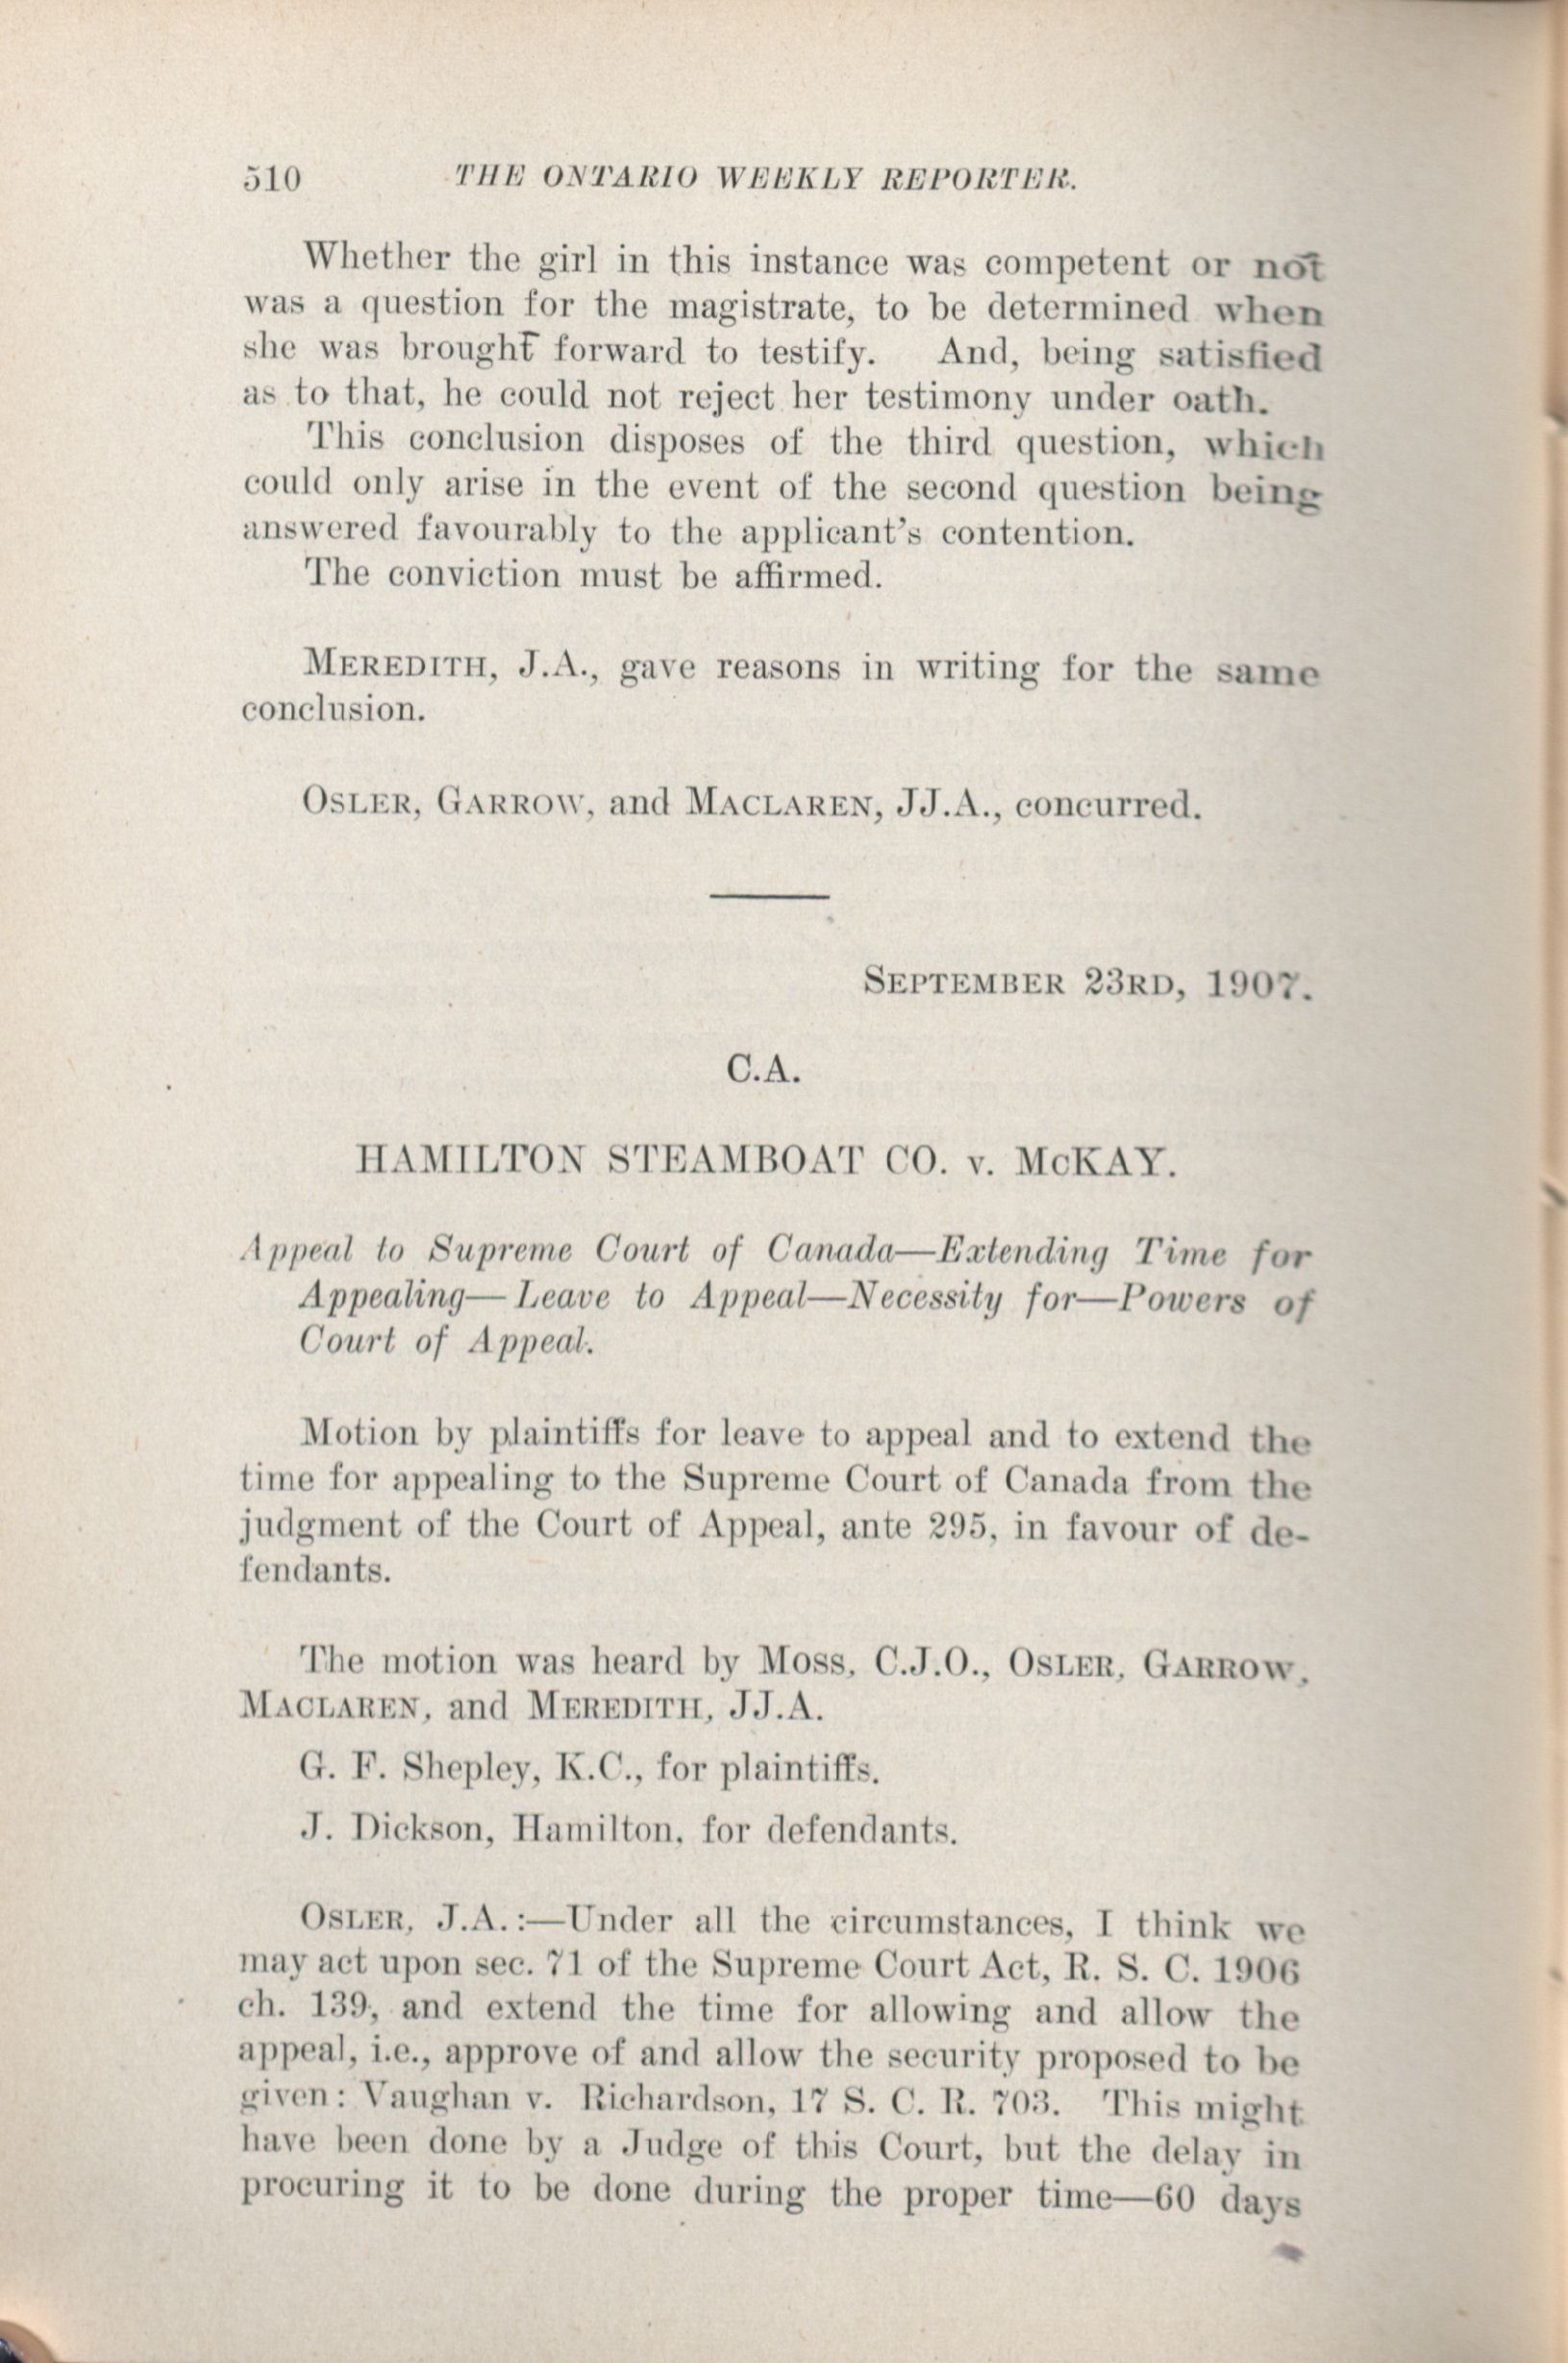 510 THE ONTARIO WEEKLY REPORTER.
Whether the girl in this instance was competent or not
was a question for the magistrate, to be determined when
she was brought forward to testify. And, being satisfied
as to that, he could not reject her testimony under oath.
This conclusion disposes of the third question, which
could only arise in the event of the second question being
answered favourably to the applicant's contention.
The conviction must be affirmed.
MEREDITH, J.A., gave reasons in writing for the same
conclusion.
OSLER, GARROW, and MACLAREN, JJ.A., concurred.
SEPTEMBER 23RD, 1907.
C.A.
HAMILTON STEAMBOAT CO. v. McKAY.
Appeal to Supreme Court of Canada—Extending Time for
Appealing—Leave to Appeal—Necessity for—Powers of
Court of Appeal.
Motion by plaintiffs for leave to appeal and to extend the
time for appealing to the Supreme Court of Canada from the
judgment of the Court of Appeal, ante 295, in favour of de-
fendants.
The motion was heard by MOSS, C.J.O., OSLER, GARROW,
MACLAREN, and MEREDITH, JJ.A.
G. F. Shepley, K.C., for plaintiffs.
J. Dickson, Hamilton, for defendants.
OSLER, J.A.:—Under all the circumstances, I think we
may act upon sec. 71 of the Supreme Court Act, R. S. C. 1906
ch. 139, and extend the time for allowing and allow the
appeal, i.e., approve of and allow the security proposed to be
given: Vaughan v. Richardson, 17 S. C. R. 703. This might
have been done by a Judge of this Court, but the delay in
procuring it to be done during the proper time—60 days